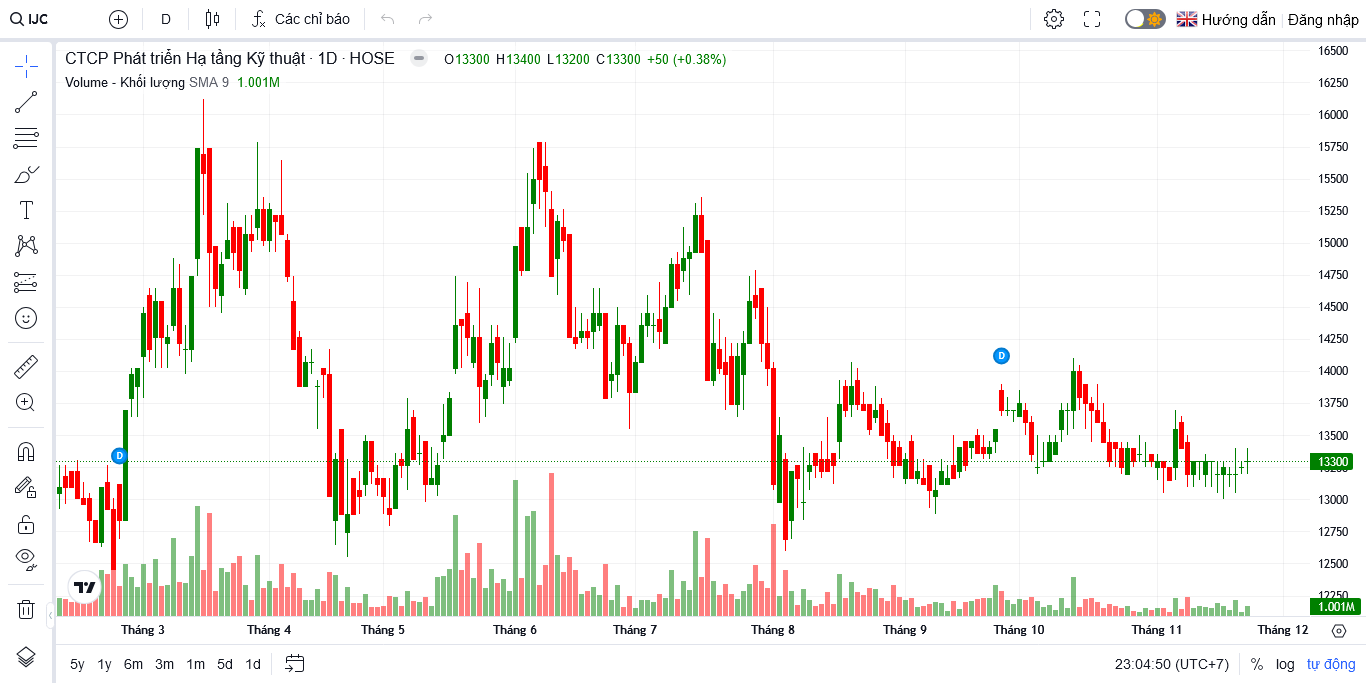 IJC D Các chỉ báo Hướng dẫn Đăng nhập
CTCP Phát triển Hạ tầng Kỹ thuật · 1D · HOSE O13300 H13400 L13200 C13300 +50 (+0.38%)
Volume - Khối lượng SMA 9 1.001M
16500
16250
16000
15750
15500
15250
15000
14750
14500
14250
14000
13750
13500
13300
13000
12750
12500
12250
1.001M
D
D
Tháng 3 Tháng 4 Tháng 5 Tháng 6 Tháng 7 Tháng 8 Tháng 9 Tháng 10 Tháng 11 Tháng 12
5y 1y 6m 3m 1m 5d 1d 23:04:50 (UTC+7) % log tự động